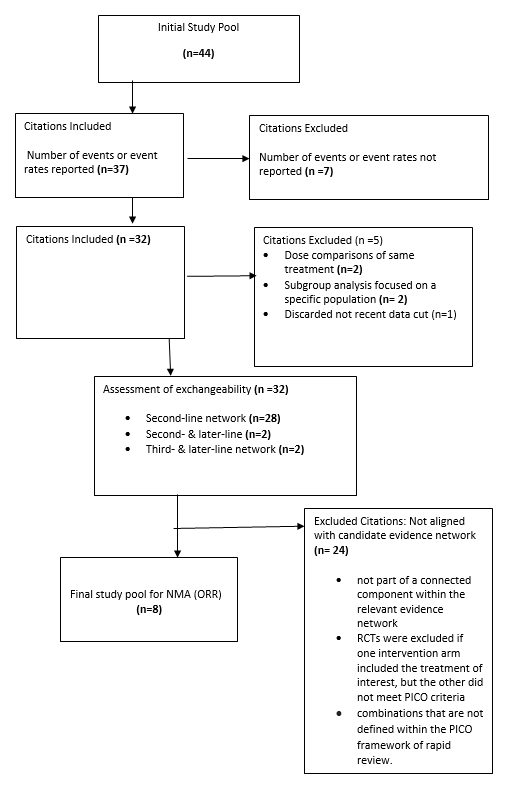 Initial Study Pool
(n=44)
Citations Included
Number of events or event
rates reported (n=37)
Citations Excluded
Number of events or event rates not
reported (n =7)
Citations Included (n =32)
Citations Excluded (n =5)
• Dose comparisons of same
treatment (n=2)
• Subgroup analysis focused on a
specific population (n= 2)
• Discarded not recent data cut (n=1)
Assessment of exchangeability (n =32)
• Second-line network (n=28)
• Second- & later-line (n=2)
• Third- & later-line network (n=2)
Excluded Citations: Not aligned
with candidate evidence network
(n= 24)
• not part of a connected
component within the
relevant evidence
network
• RCTs were excluded if
one intervention arm
included the treatment of
interest, but the other did
not meet PICO criteria
• combinations that are not
defined within the PICO
framework of rapid
review.
Final study pool for NMA (ORR)
(n=8)